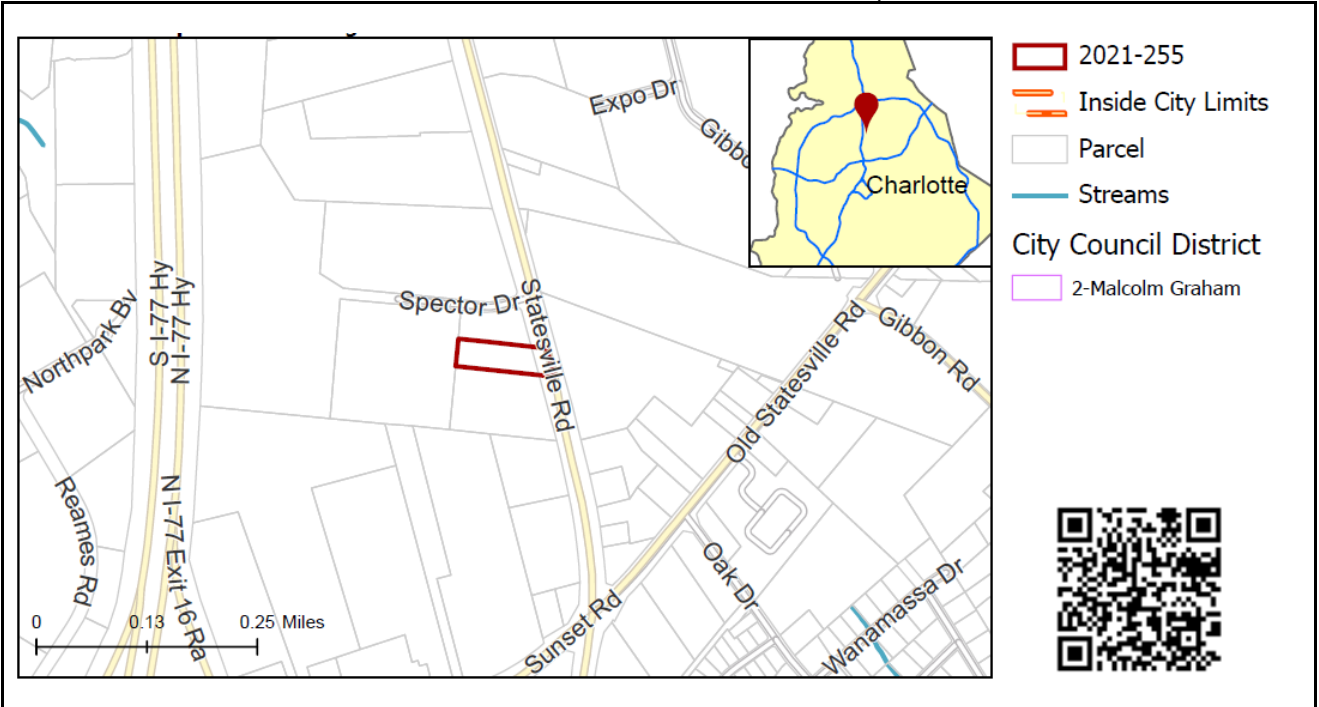 Expo Dr
Gibbo
Charlotte
S I-77 Hy
N I-77 Hy
Northpark Bv
Spector Dr
Statesville Rd
Old Statesville Rd
Gibbon Rd
Reames Rd
N I-77 Exit 16 Ra
Oak Dr
Sunset Rd
Wanamassa Dr
0 0.13 0.25 Miles
2021-255
Inside City Limits
Parcel
Streams
City Council District
2-Malcolm Graham